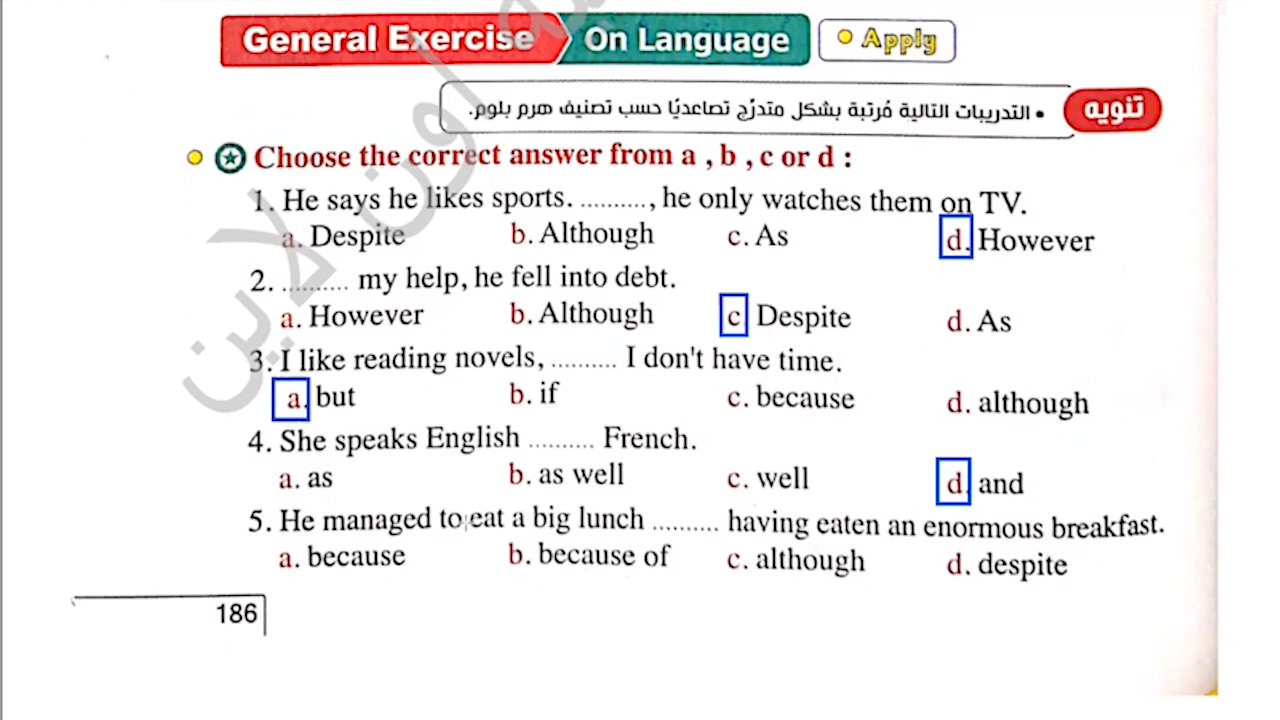 General Exercise On Language • Apply
تنويه • التدريبات التالية مُرتبة بشكل متدرِّج تصاعديًا حسب تصنيف هرم بلوم.
Choose the correct answer from a , b , c or d :
1. He says he likes sports. .........., he only watches them on TV.
a. Despite b. Although c. As d. However
2. .......... my help, he fell into debt.
a. However b. Although c Despite d. As
3. I like reading novels, .......... I don't have time.
a. but b. if c. because d. although
4. She speaks English .......... French.
a. as b. as well c. well d. and
5. He managed to eat a big lunch .......... having eaten an enormous breakfast.
a. because b. because of c. although d. despite
186
اون لاين